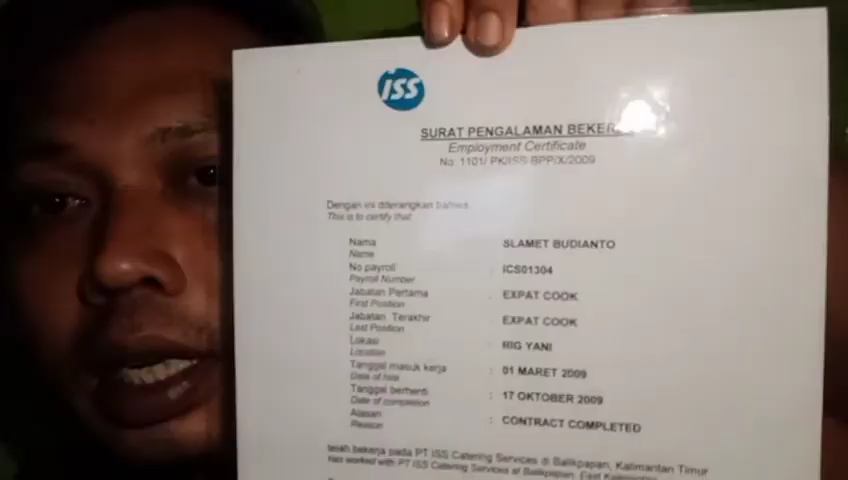 ISS
SURAT PENGALAMAN BEKER
Employment Certificate
No. 1101/ PK/ISS-BPP/X/2009
Dengan ini diterangkan bahwa
This is to certify that
Nama : SLAMET BUDIANTO
Name
No payroll : ICS01304
Payroll Number
Jabatan Pertama : EXPAT COOK
First Position
Jabatan Terakhir : EXPAT COOK
Last Position
Lokasi : RIG YANI
Location
Tanggal masuk kerja : 01 MARET 2009
Date of hire
Tanggal berhenti : 17 OKTOBER 2009
Date of completion
Alasan : CONTRACT COMPLETED
Reason
telah bekerja pada PT ISS Catering Services di Balikpapan, Kalimantan Timur
has worked with PT ISS Catering Services at Balikpapan, East Kalimantan